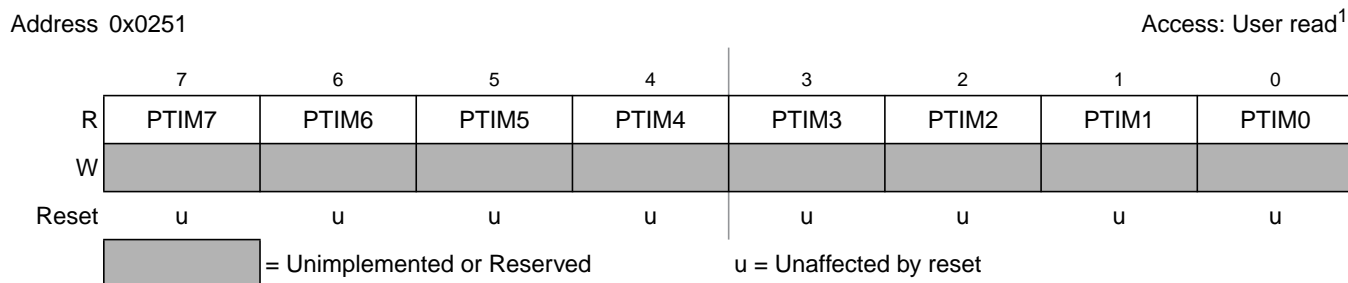 Address 0x0251 Access: User read1
7 6 5 4 3 2 1 0
R PTIM7 PTIM6 PTIM5 PTIM4 PTIM3 PTIM2 PTIM1 PTIM0
W
Reset u u u u u u u u
= Unimplemented or Reserved u = Unaffected by reset